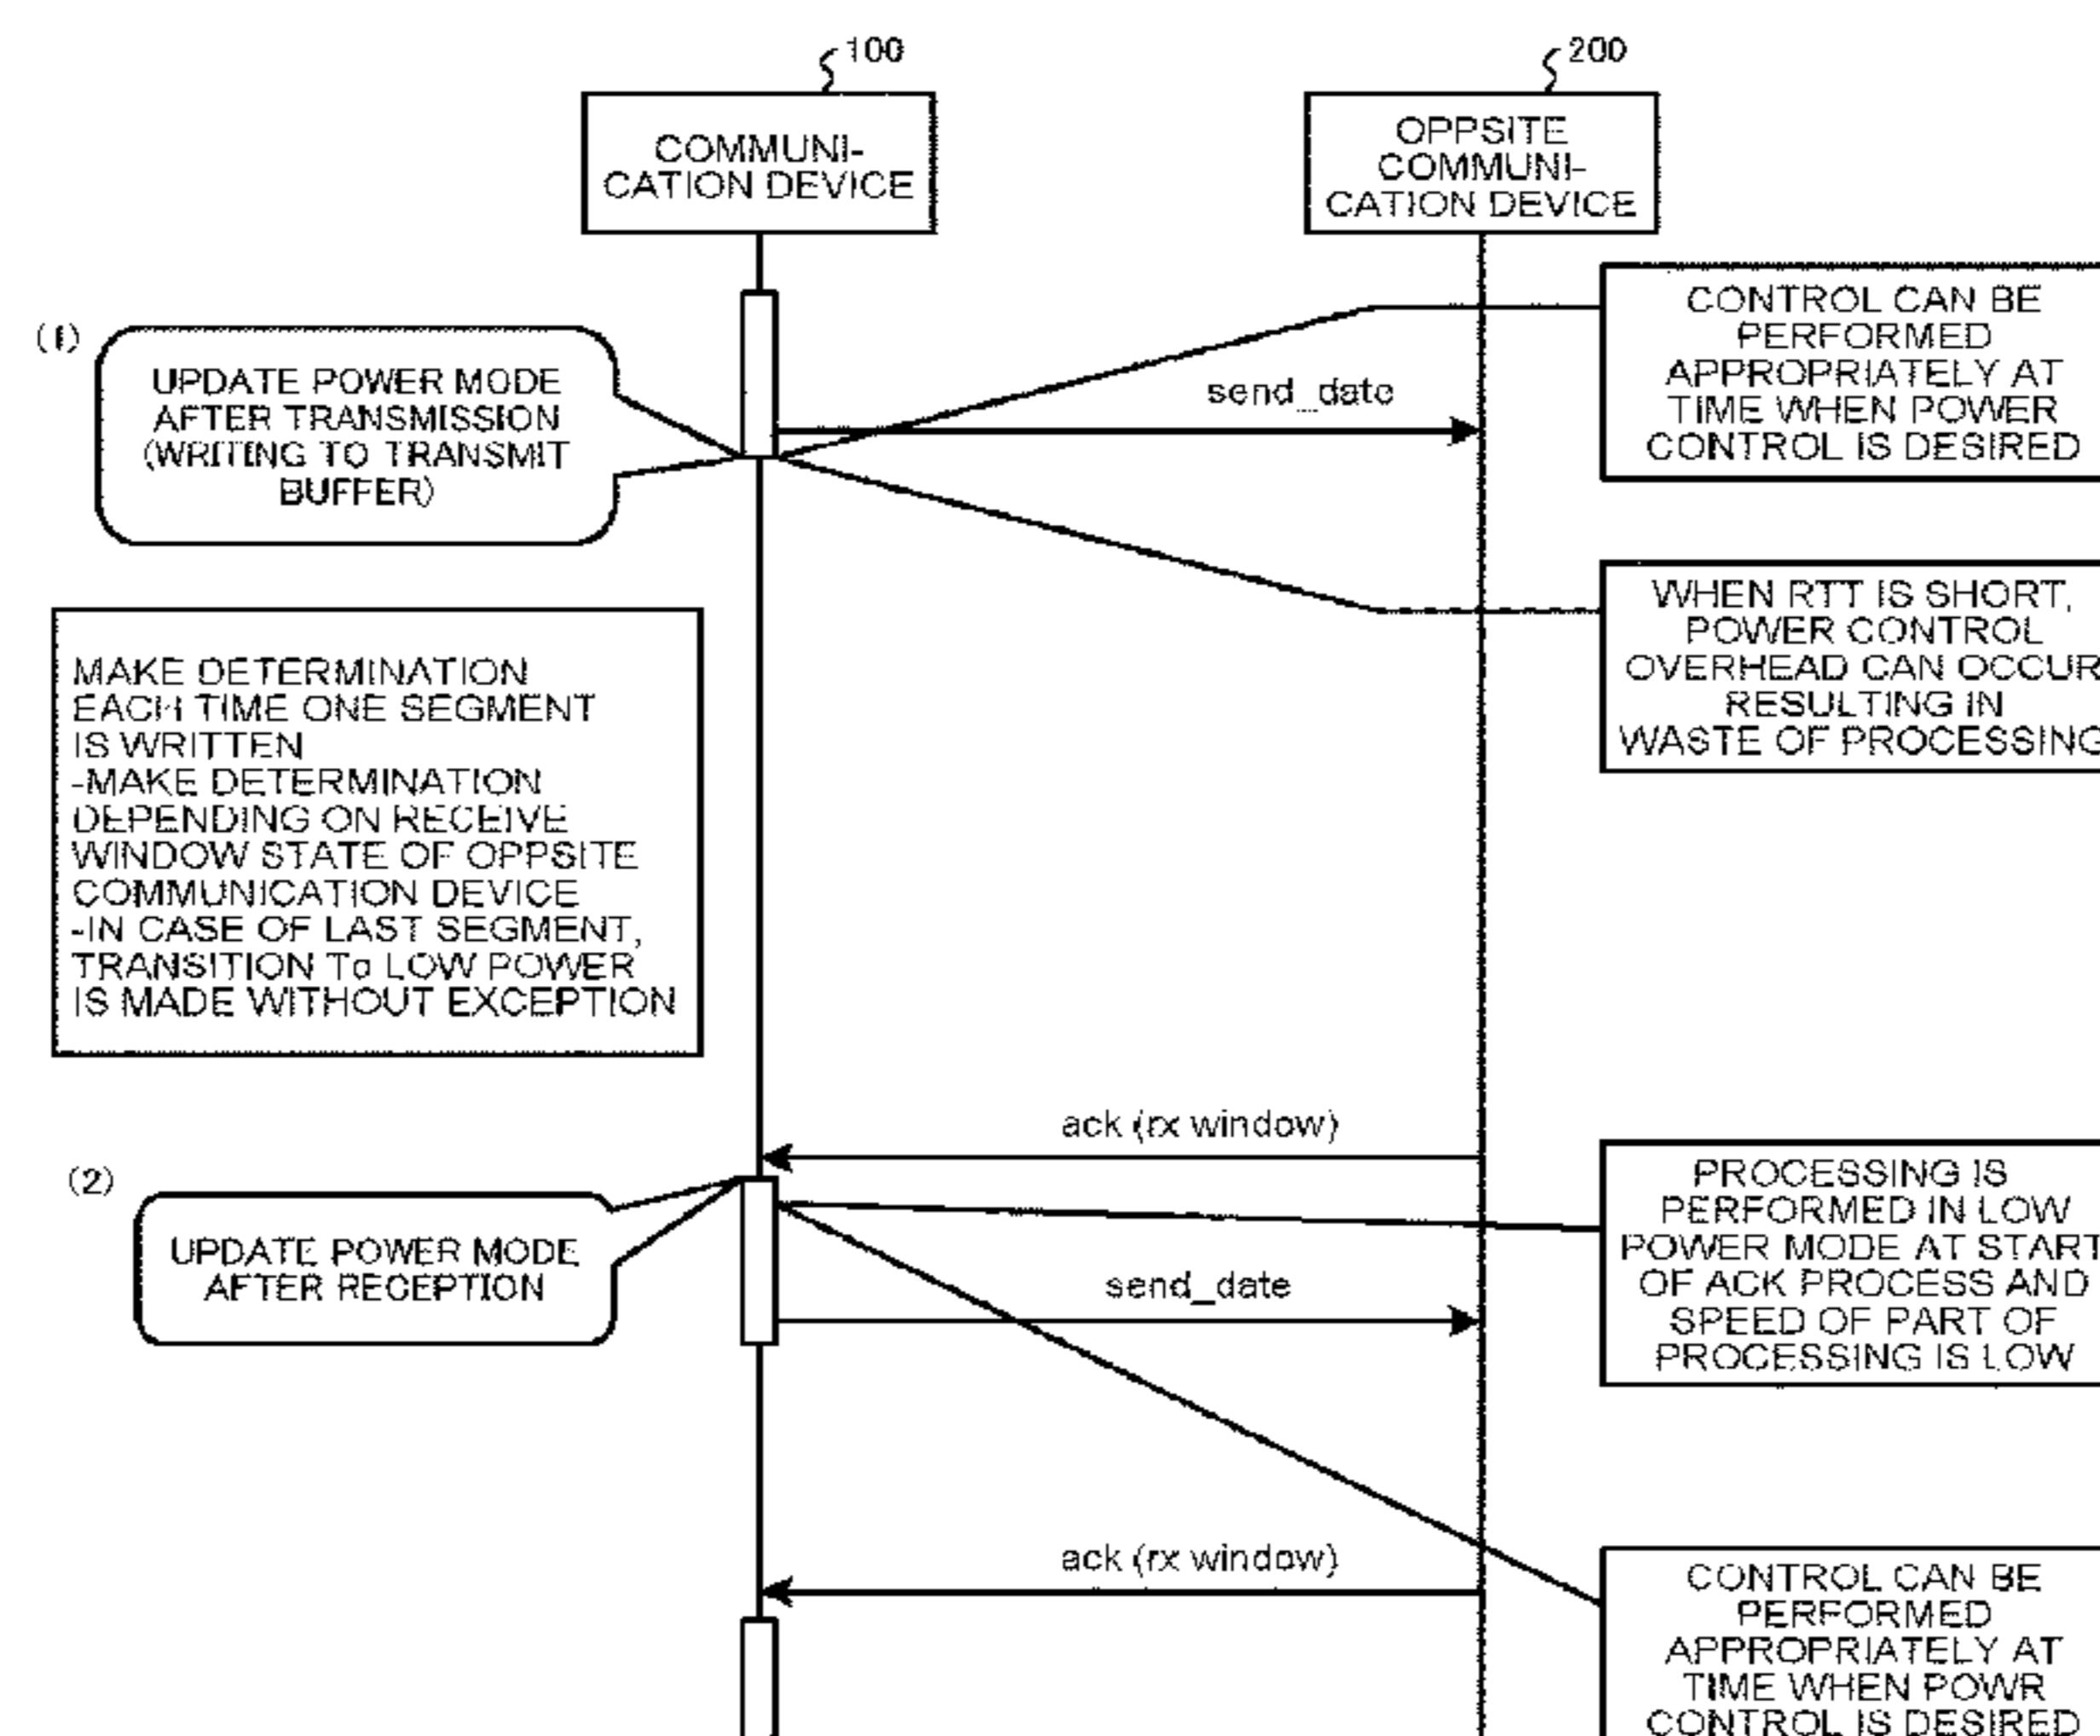 100
200
COMMUNI-
CATION DEVICE
OPPSITE
COMMUNI-
CATION DEVICE
(1)
UPDATE POWER MODE
AFTER TRANSMISSION
(WRITING TO TRANSMIT
BUFFER)
send_date
CONTROL CAN BE
PERFORMED
APPROPRIATELY AT
TIME WHEN POWER
CONTROL IS DESIRED
WHEN RTT IS SHORT,
POWER CONTROL
OVERHEAD CAN OCCUR
RESULTING IN
WASTE OF PROCESSING
MAKE DETERMINATION
EACH TIME ONE SEGMENT
IS WRITTEN
-MAKE DETERMINATION
DEPENDING ON RECEIVE
WINDOW STATE OF OPPSITE
COMMUNICATION DEVICE
-IN CASE OF LAST SEGMENT,
TRANSITION To LOW POWER
IS MADE WITHOUT EXCEPTION
ack (rx window)
(2)
UPDATE POWER MODE
AFTER RECEPTION
send_date
PROCESSING IS
PERFORMED IN LOW
POWER MODE AT START
OF ACK PROCESS AND
SPEED OF PART OF
PROCESSING IS LOW
ack (rx window)
CONTROL CAN BE
PERFORMED
APPROPRIATELY AT
TIME WHEN POWR
CONTROL IS DESIRED